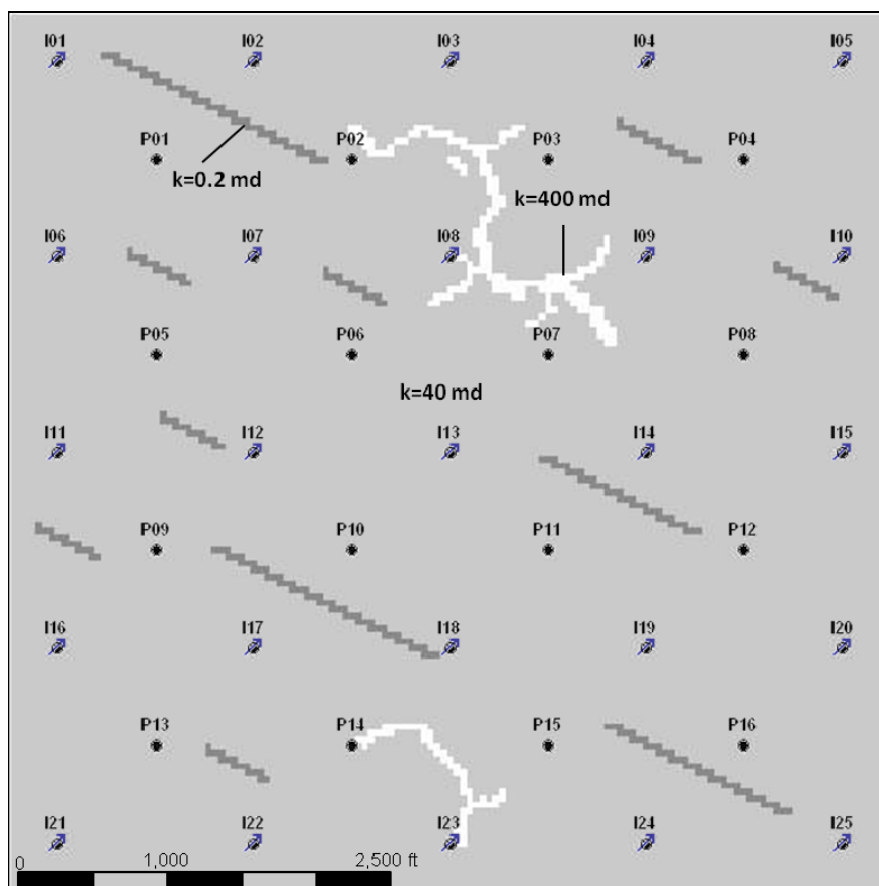 I01 I02 I03 I04 I05
P01 P02 P03 P04
k=0.2 md
k=400 md
I06 I07 I08 I09 I10
P05 P06 P07 P08
k=40 md
I11 I12 I13 I14 I15
P09 P10 P11 P12
I16 I17 I18 I19 I20
P13 P14 P15 P16
I21 I22 I23 I24 I25
0 1,000 2,500 ft